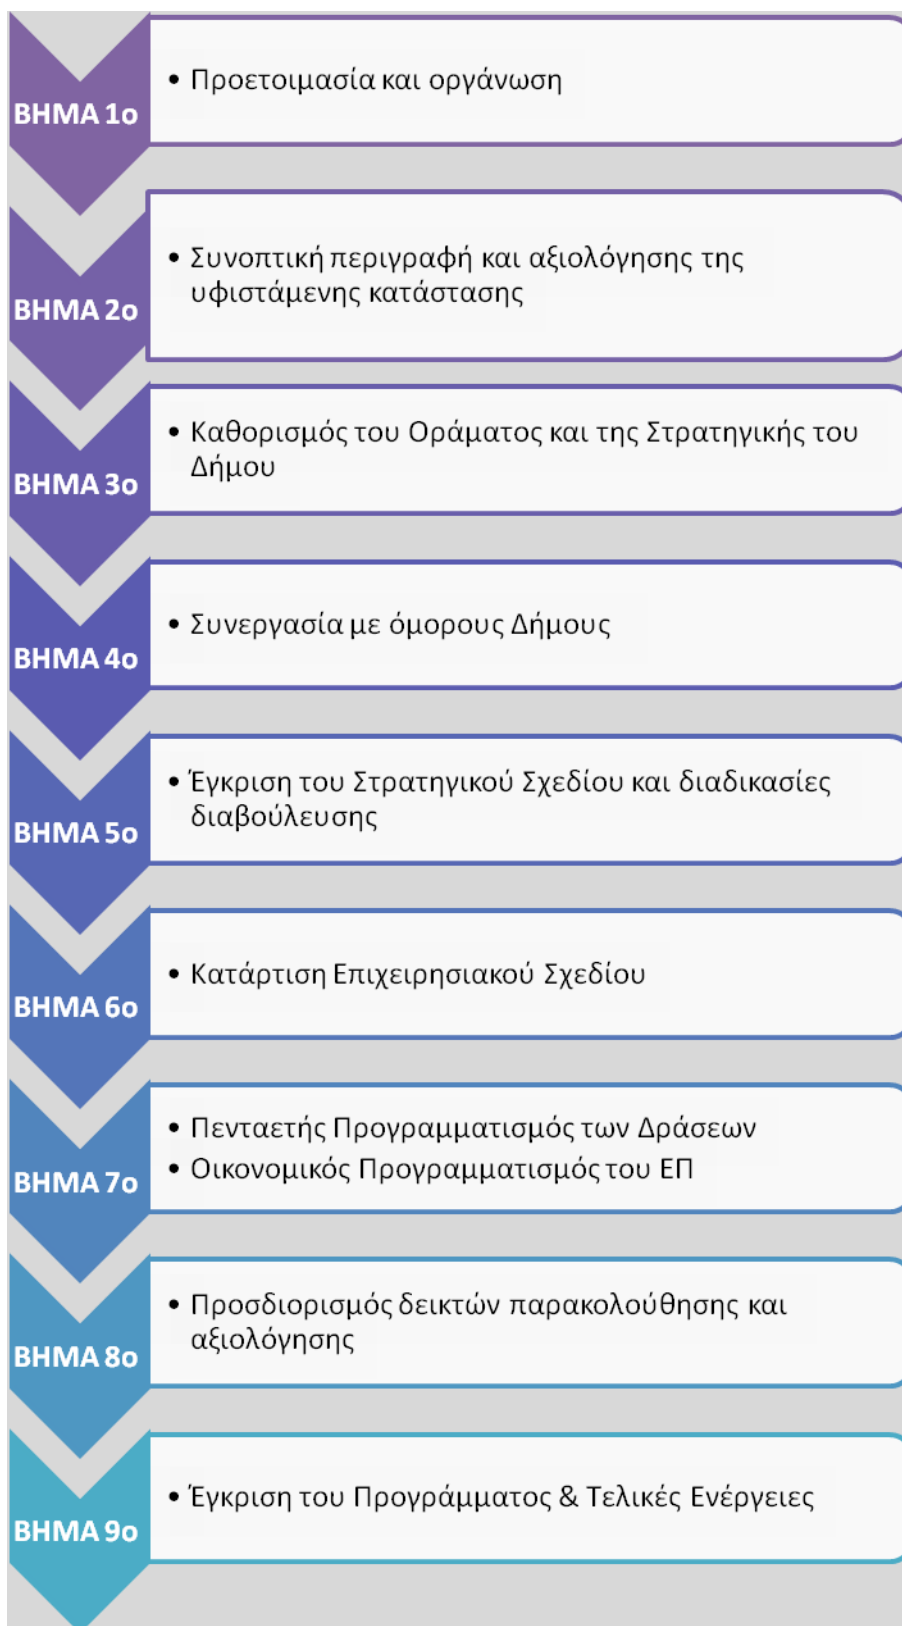 ΒΗΜΑ 1ο
• Προετοιμασία και οργάνωση
ΒΗΜΑ 2ο
• Συνοπτική περιγραφή και αξιολόγησης της
υφιστάμενης κατάστασης
ΒΗΜΑ 3ο
• Καθορισμός του Οράματος και της Στρατηγικής του
Δήμου
ΒΗΜΑ 4ο
• Συνεργασία με όμορους Δήμους
ΒΗΜΑ 5ο
• Έγκριση του Στρατηγικού Σχεδίου και διαδικασίες
διαβούλευσης
ΒΗΜΑ 6ο
• Κατάρτιση Επιχειρησιακού Σχεδίου
ΒΗΜΑ 7ο
• Πενταετής Προγραμματισμός των Δράσεων
• Οικονομικός Προγραμματισμός του ΕΠ
ΒΗΜΑ 8ο
• Προσδιορισμός δεικτών παρακολούθησης και
αξιολόγησης
ΒΗΜΑ 9ο
• Έγκριση του Προγράμματος & Τελικές Ενέργειες